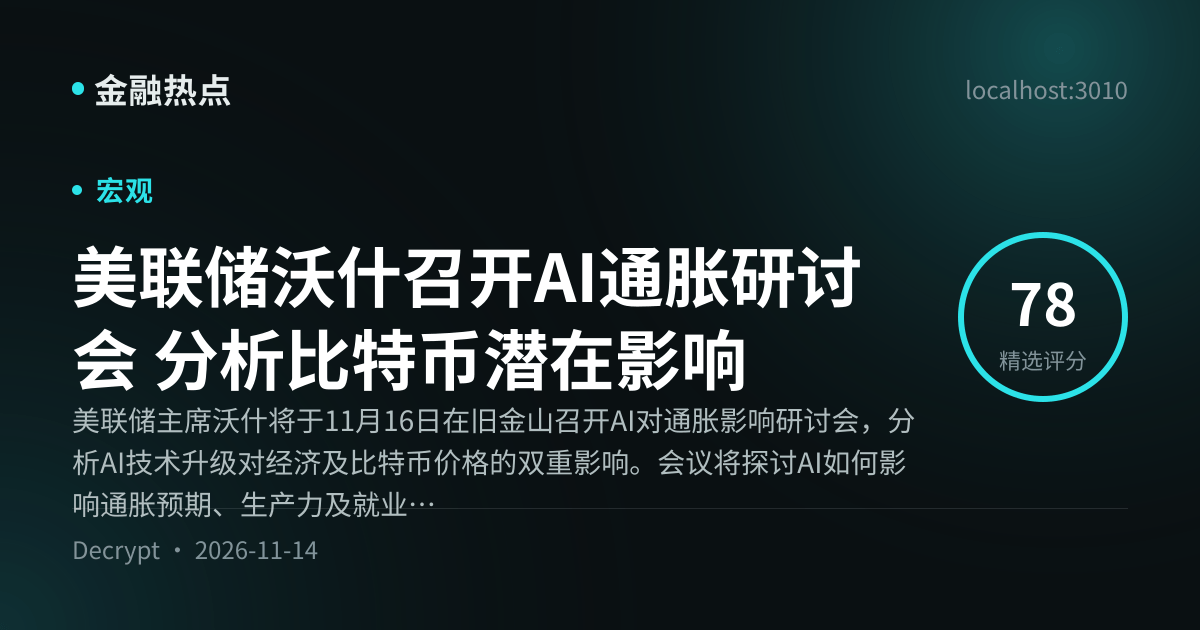 金融热点
localhost:3010
宏观
美联储沃什召开AI通胀研讨
会 分析比特币潜在影响
78
精选评分
美联储主席沃什将于11月16日在旧金山召开AI对通胀影响研讨会，分
析AI技术升级对经济及比特币价格的双重影响。会议将探讨AI如何影
响通胀预期、生产力及就业…
Decrypt · 2026-11-14